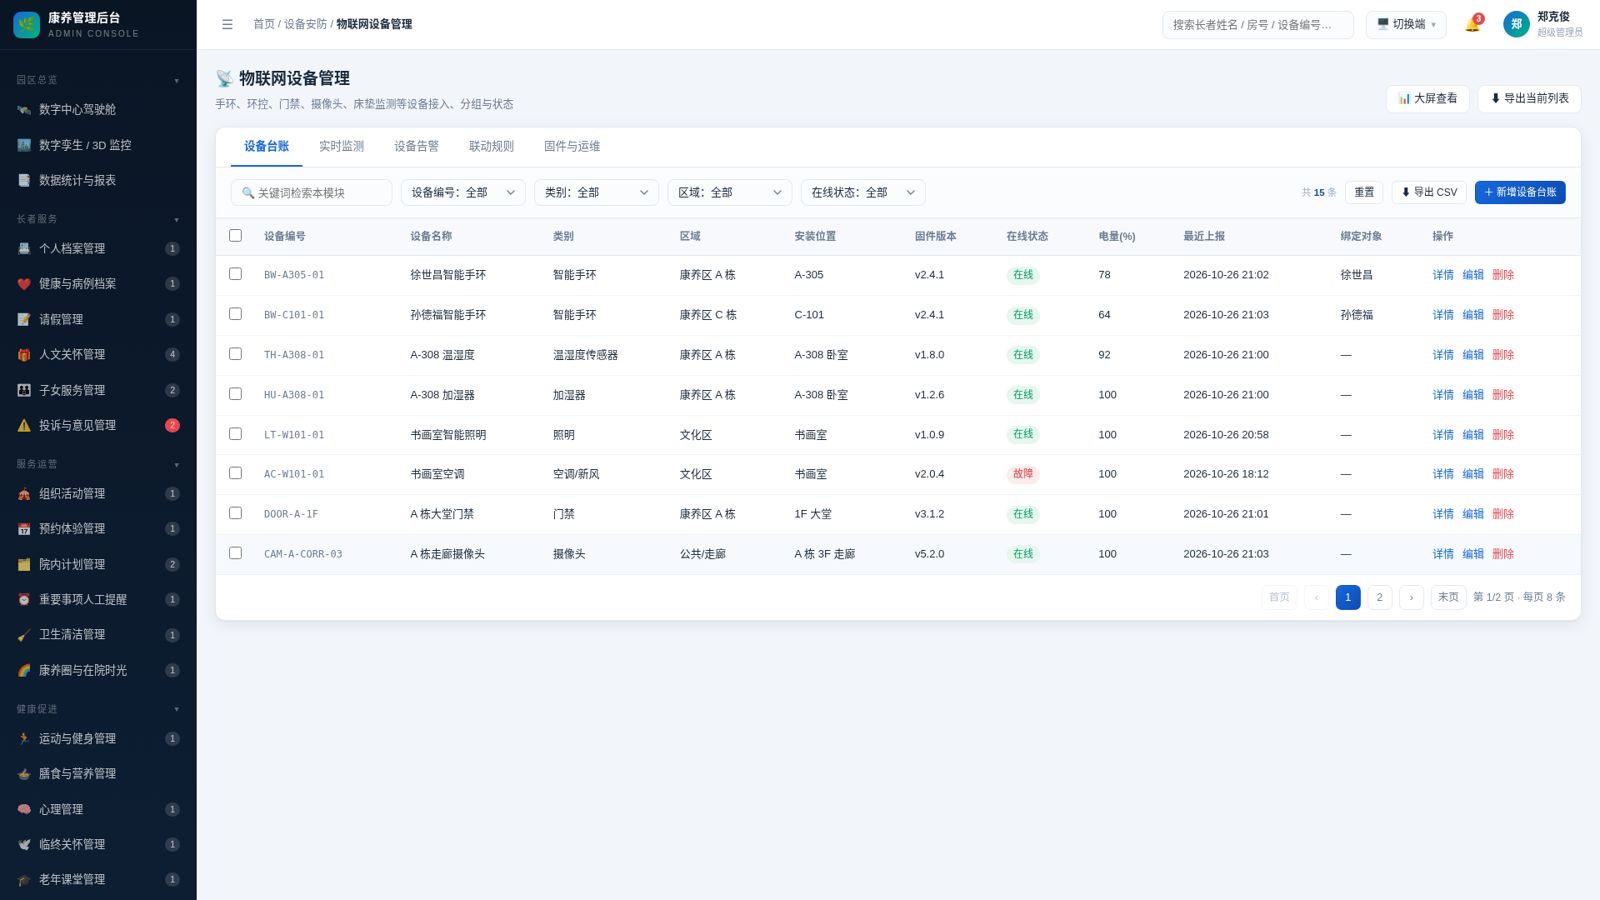 康养管理后台
ADMIN CONSOLE
园区总览
数字中心驾驶舱
数字孪生 / 3D 监控
数据统计与报表
长者服务
个人档案管理 1
健康与病例档案 1
请假管理 1
人文关怀管理 4
子女服务管理 2
投诉与意见管理 2
服务运营
组织活动管理 1
预约体验管理 1
院内计划管理 2
重要事项人工提醒 1
卫生清洁管理 1
康养圈与在院时光 1
健康促进
运动与健身管理 1
膳食与营养管理
心理管理 1
临终关怀管理 1
老年课堂管理 1
首页 / 设备安防 / 物联网设备管理
搜索长者姓名 / 房号 / 设备编号…
切换端
3
郑
郑克俊
超级管理员
物联网设备管理
手环、环控、门禁、摄像头、床垫监测等设备接入、分组与状态
大屏查看
导出当前列表
设备台账 实时监测 设备告警 联动规则 固件与运维
关键词检索本模块 设备编号：全部 类别：全部 区域：全部 在线状态：全部 共 15 条 重置 导出 CSV ＋ 新增设备台账
设备编号 设备名称 类别 区域 安装位置 固件版本 在线状态 电量(%) 最近上报 绑定对象 操作
BW-A305-01 徐世昌智能手环 智能手环 康养区 A 栋 A-305 v2.4.1 在线 78 2026-10-26 21:02 徐世昌 详情 编辑 删除
BW-C101-01 孙德福智能手环 智能手环 康养区 C 栋 C-101 v2.4.1 在线 64 2026-10-26 21:03 孙德福 详情 编辑 删除
TH-A308-01 A-308 温湿度 温湿度传感器 康养区 A 栋 A-308 卧室 v1.8.0 在线 92 2026-10-26 21:00 — 详情 编辑 删除
HU-A308-01 A-308 加湿器 加湿器 康养区 A 栋 A-308 卧室 v1.2.6 在线 100 2026-10-26 21:00 — 详情 编辑 删除
LT-W101-01 书画室智能照明 照明 文化区 书画室 v1.0.9 在线 100 2026-10-26 20:58 — 详情 编辑 删除
AC-W101-01 书画室空调 空调/新风 文化区 书画室 v2.0.4 故障 100 2026-10-26 18:12 — 详情 编辑 删除
DOOR-A-1F A 栋大堂门禁 门禁 康养区 A 栋 1F 大堂 v3.1.2 在线 100 2026-10-26 21:01 — 详情 编辑 删除
CAM-A-CORR-03 A 栋走廊摄像头 摄像头 公共/走廊 A 栋 3F 走廊 v5.2.0 在线 100 2026-10-26 21:03 — 详情 编辑 删除
首页 ‹ 1 2 › 末页 第 1/2 页 · 每页 8 条